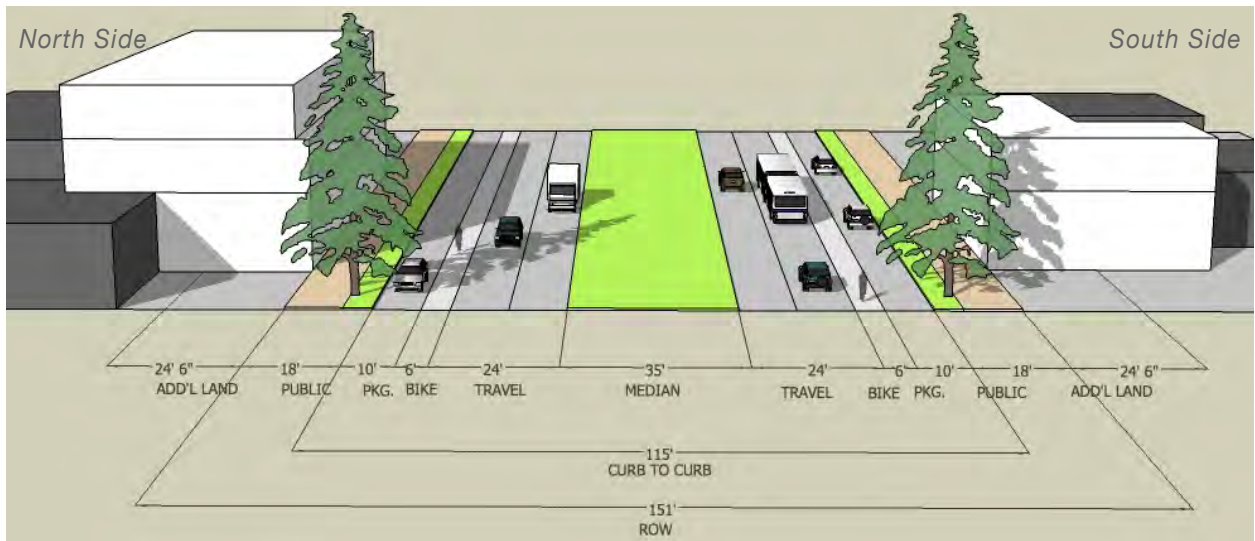 North Side South Side
24' 6" 18' 10' 6' 24' 35' 24' 6' 10' 18' 24' 6"
ADD'L LAND PUBLIC PKG. BIKE TRAVEL MEDIAN TRAVEL BIKE PKG. PUBLIC ADD'L LAND
115'
CURB TO CURB
151'
ROW